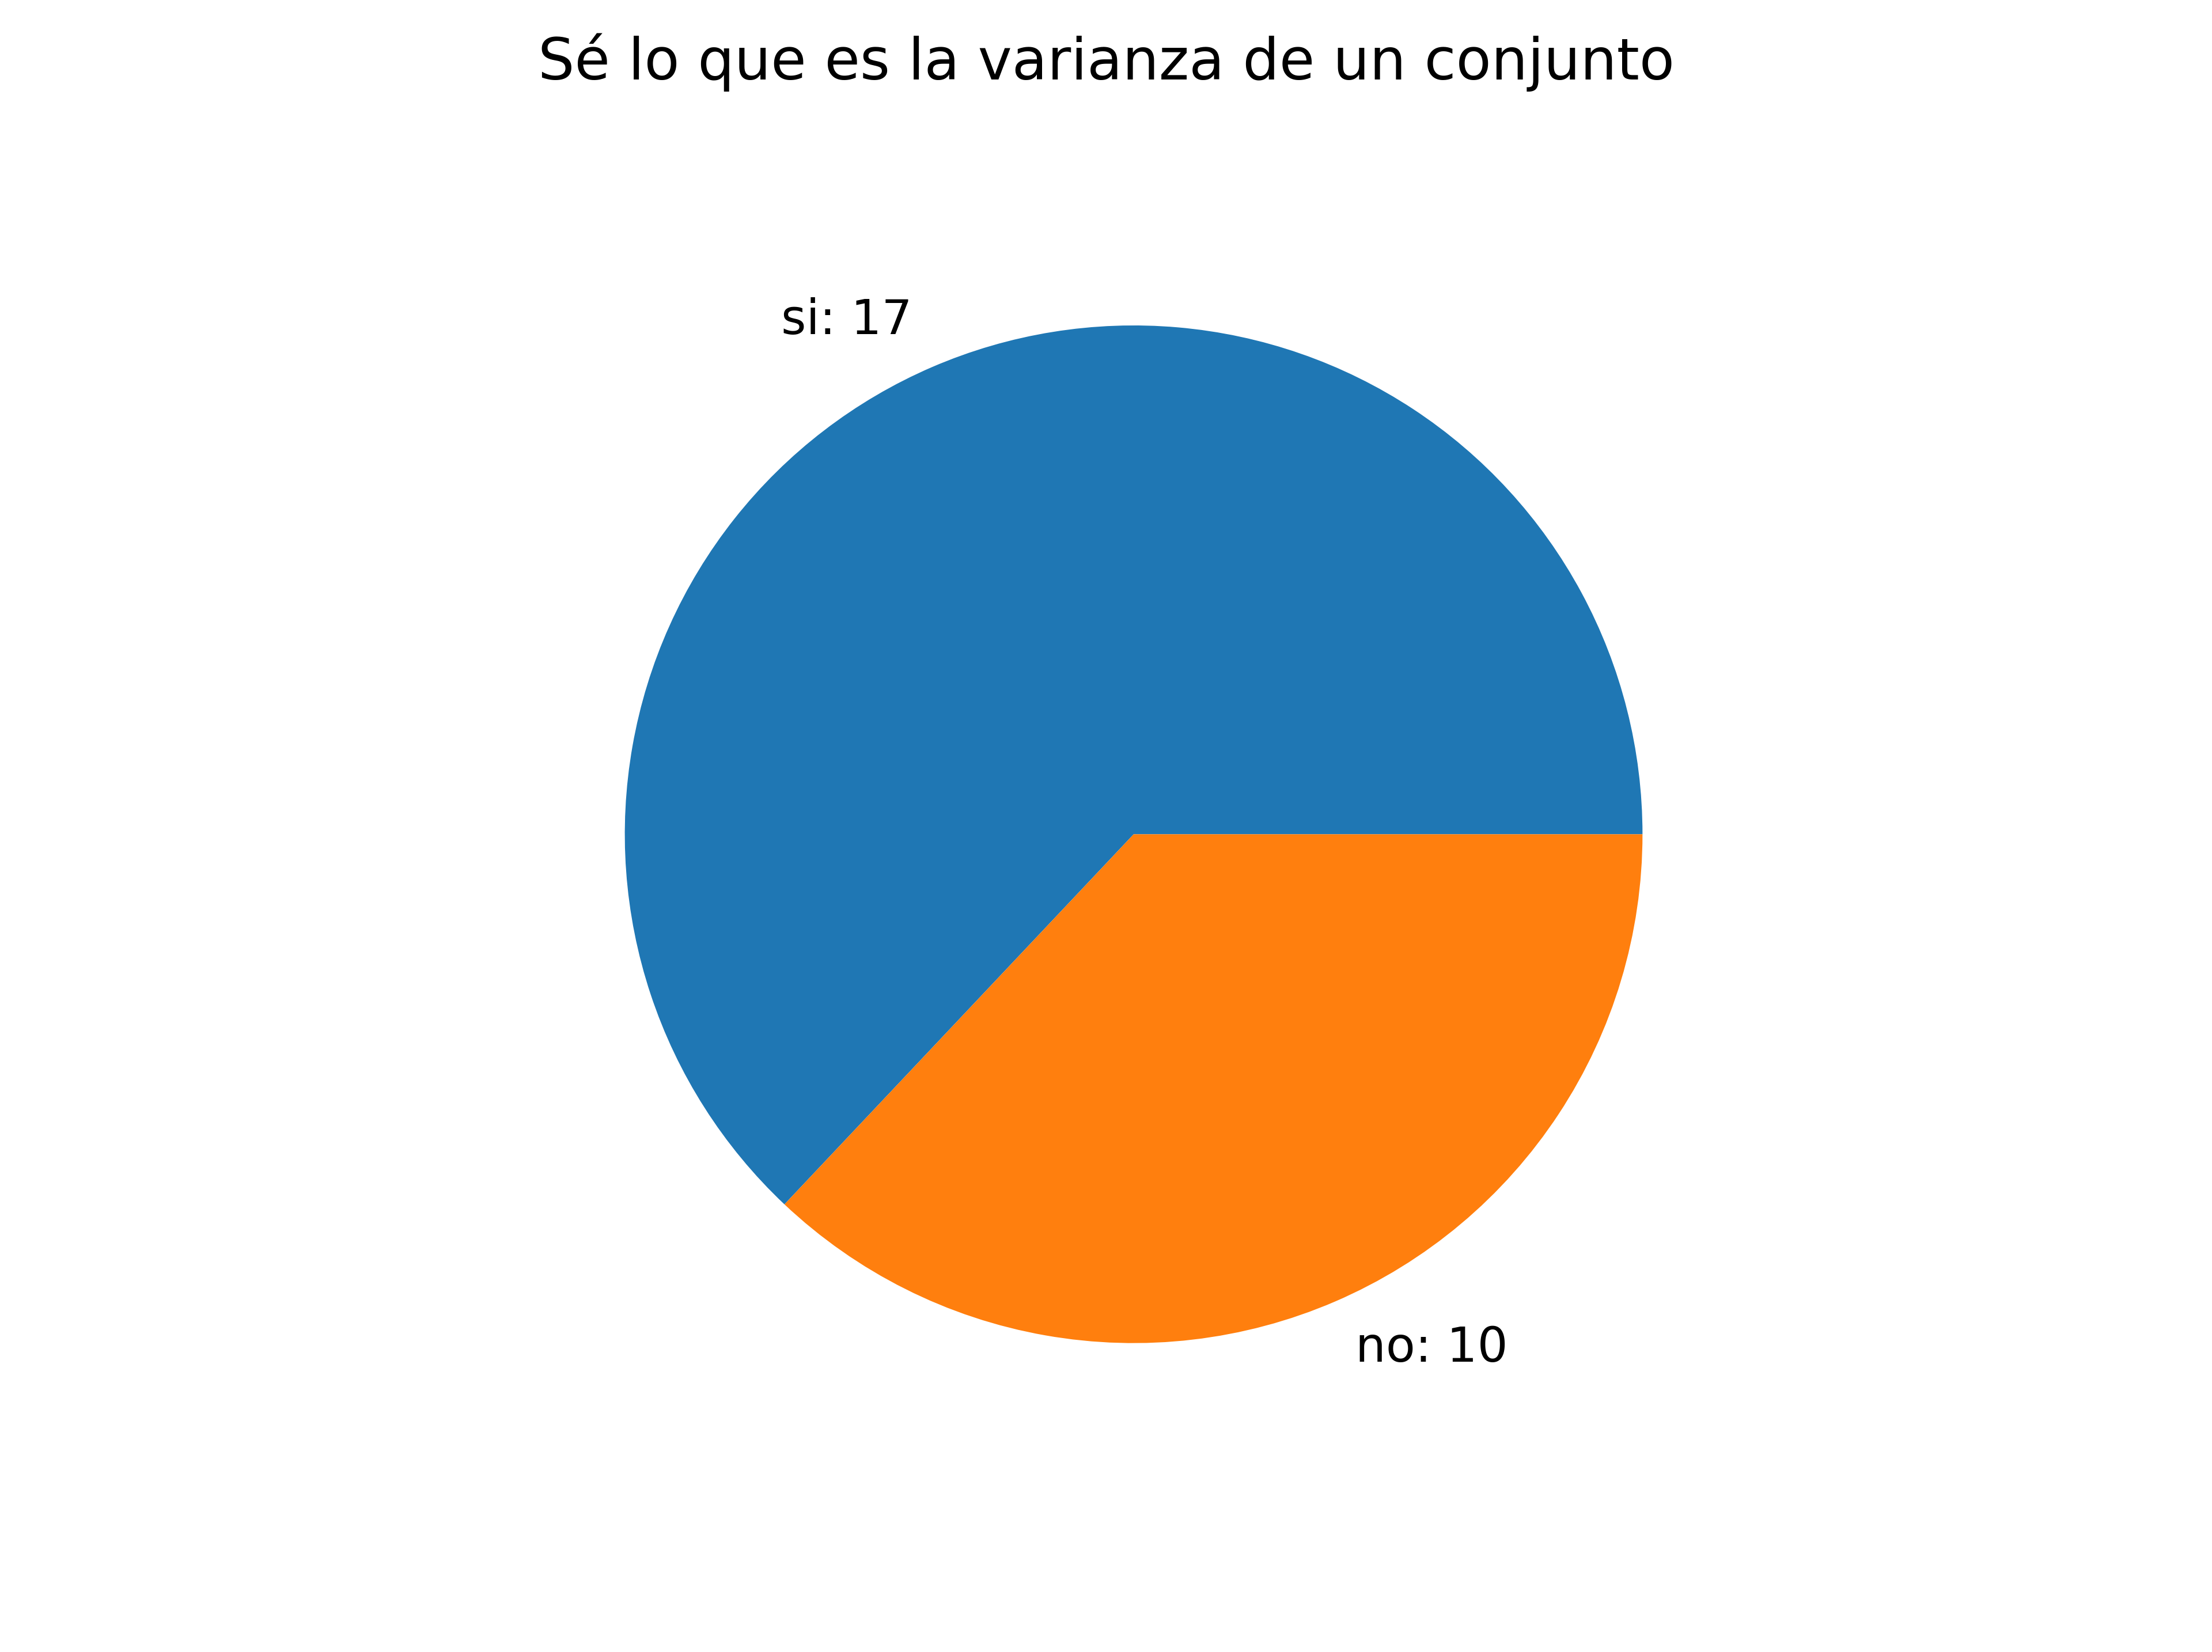 Sé lo que es la varianza de un conjunto
si: 17
no: 10